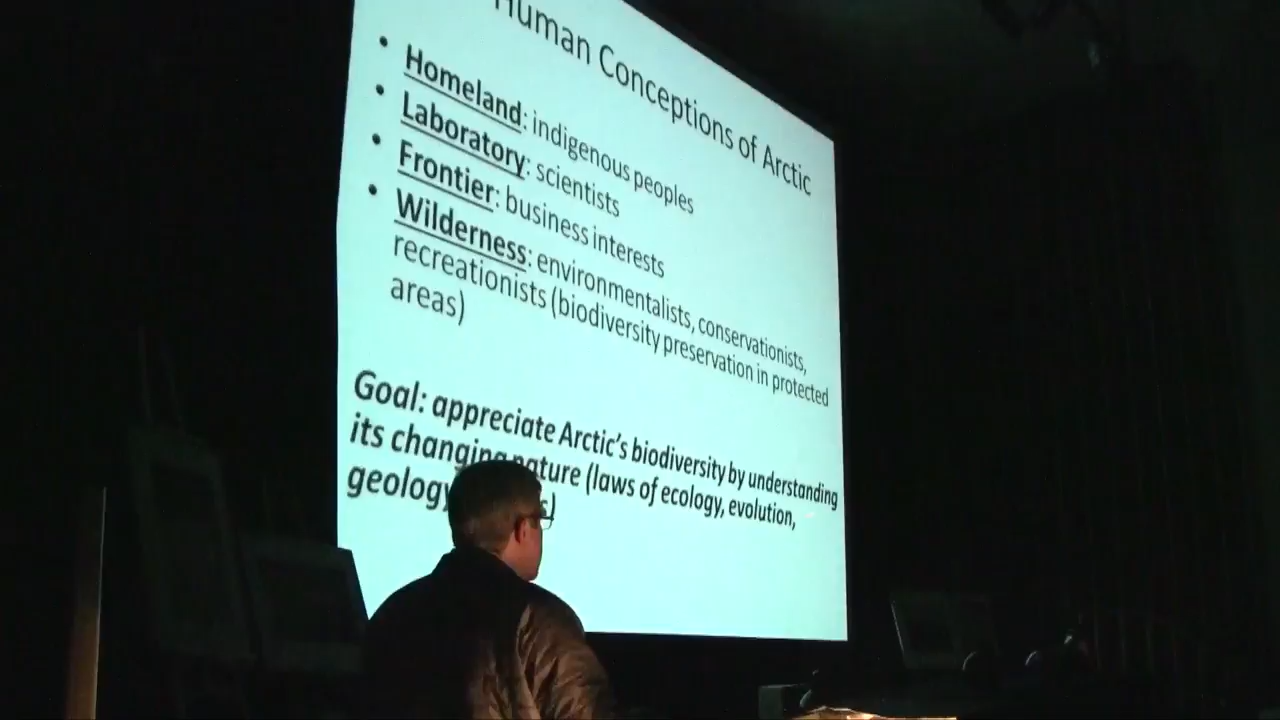 Human Conceptions of Arctic
• Homeland: indigenous peoples
• Laboratory: scientists
• Frontier: business interests
• Wilderness: environmentalists, conservationists,
recreationists (biodiversity preservation in protected
areas)
Goal: appreciate Arctic's biodiversity by understanding
its changing nature (laws of ecology, evolution,
geology